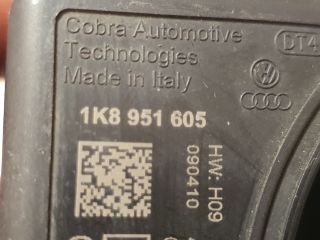 Cobra Automotive
Technologies
Made in Italy
DT4
1K8 951 605
HW: H09
090410